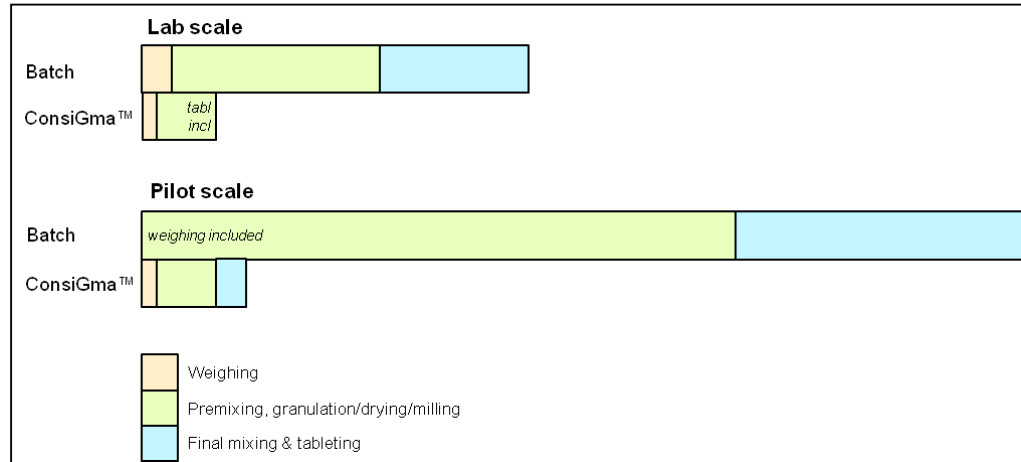 Lab scale
Batch
ConsiGma™
tabl
incl
Pilot scale
Batch
weighing included
ConsiGma™
Weighing
Premixing, granulation/drying/milling
Final mixing & tableting